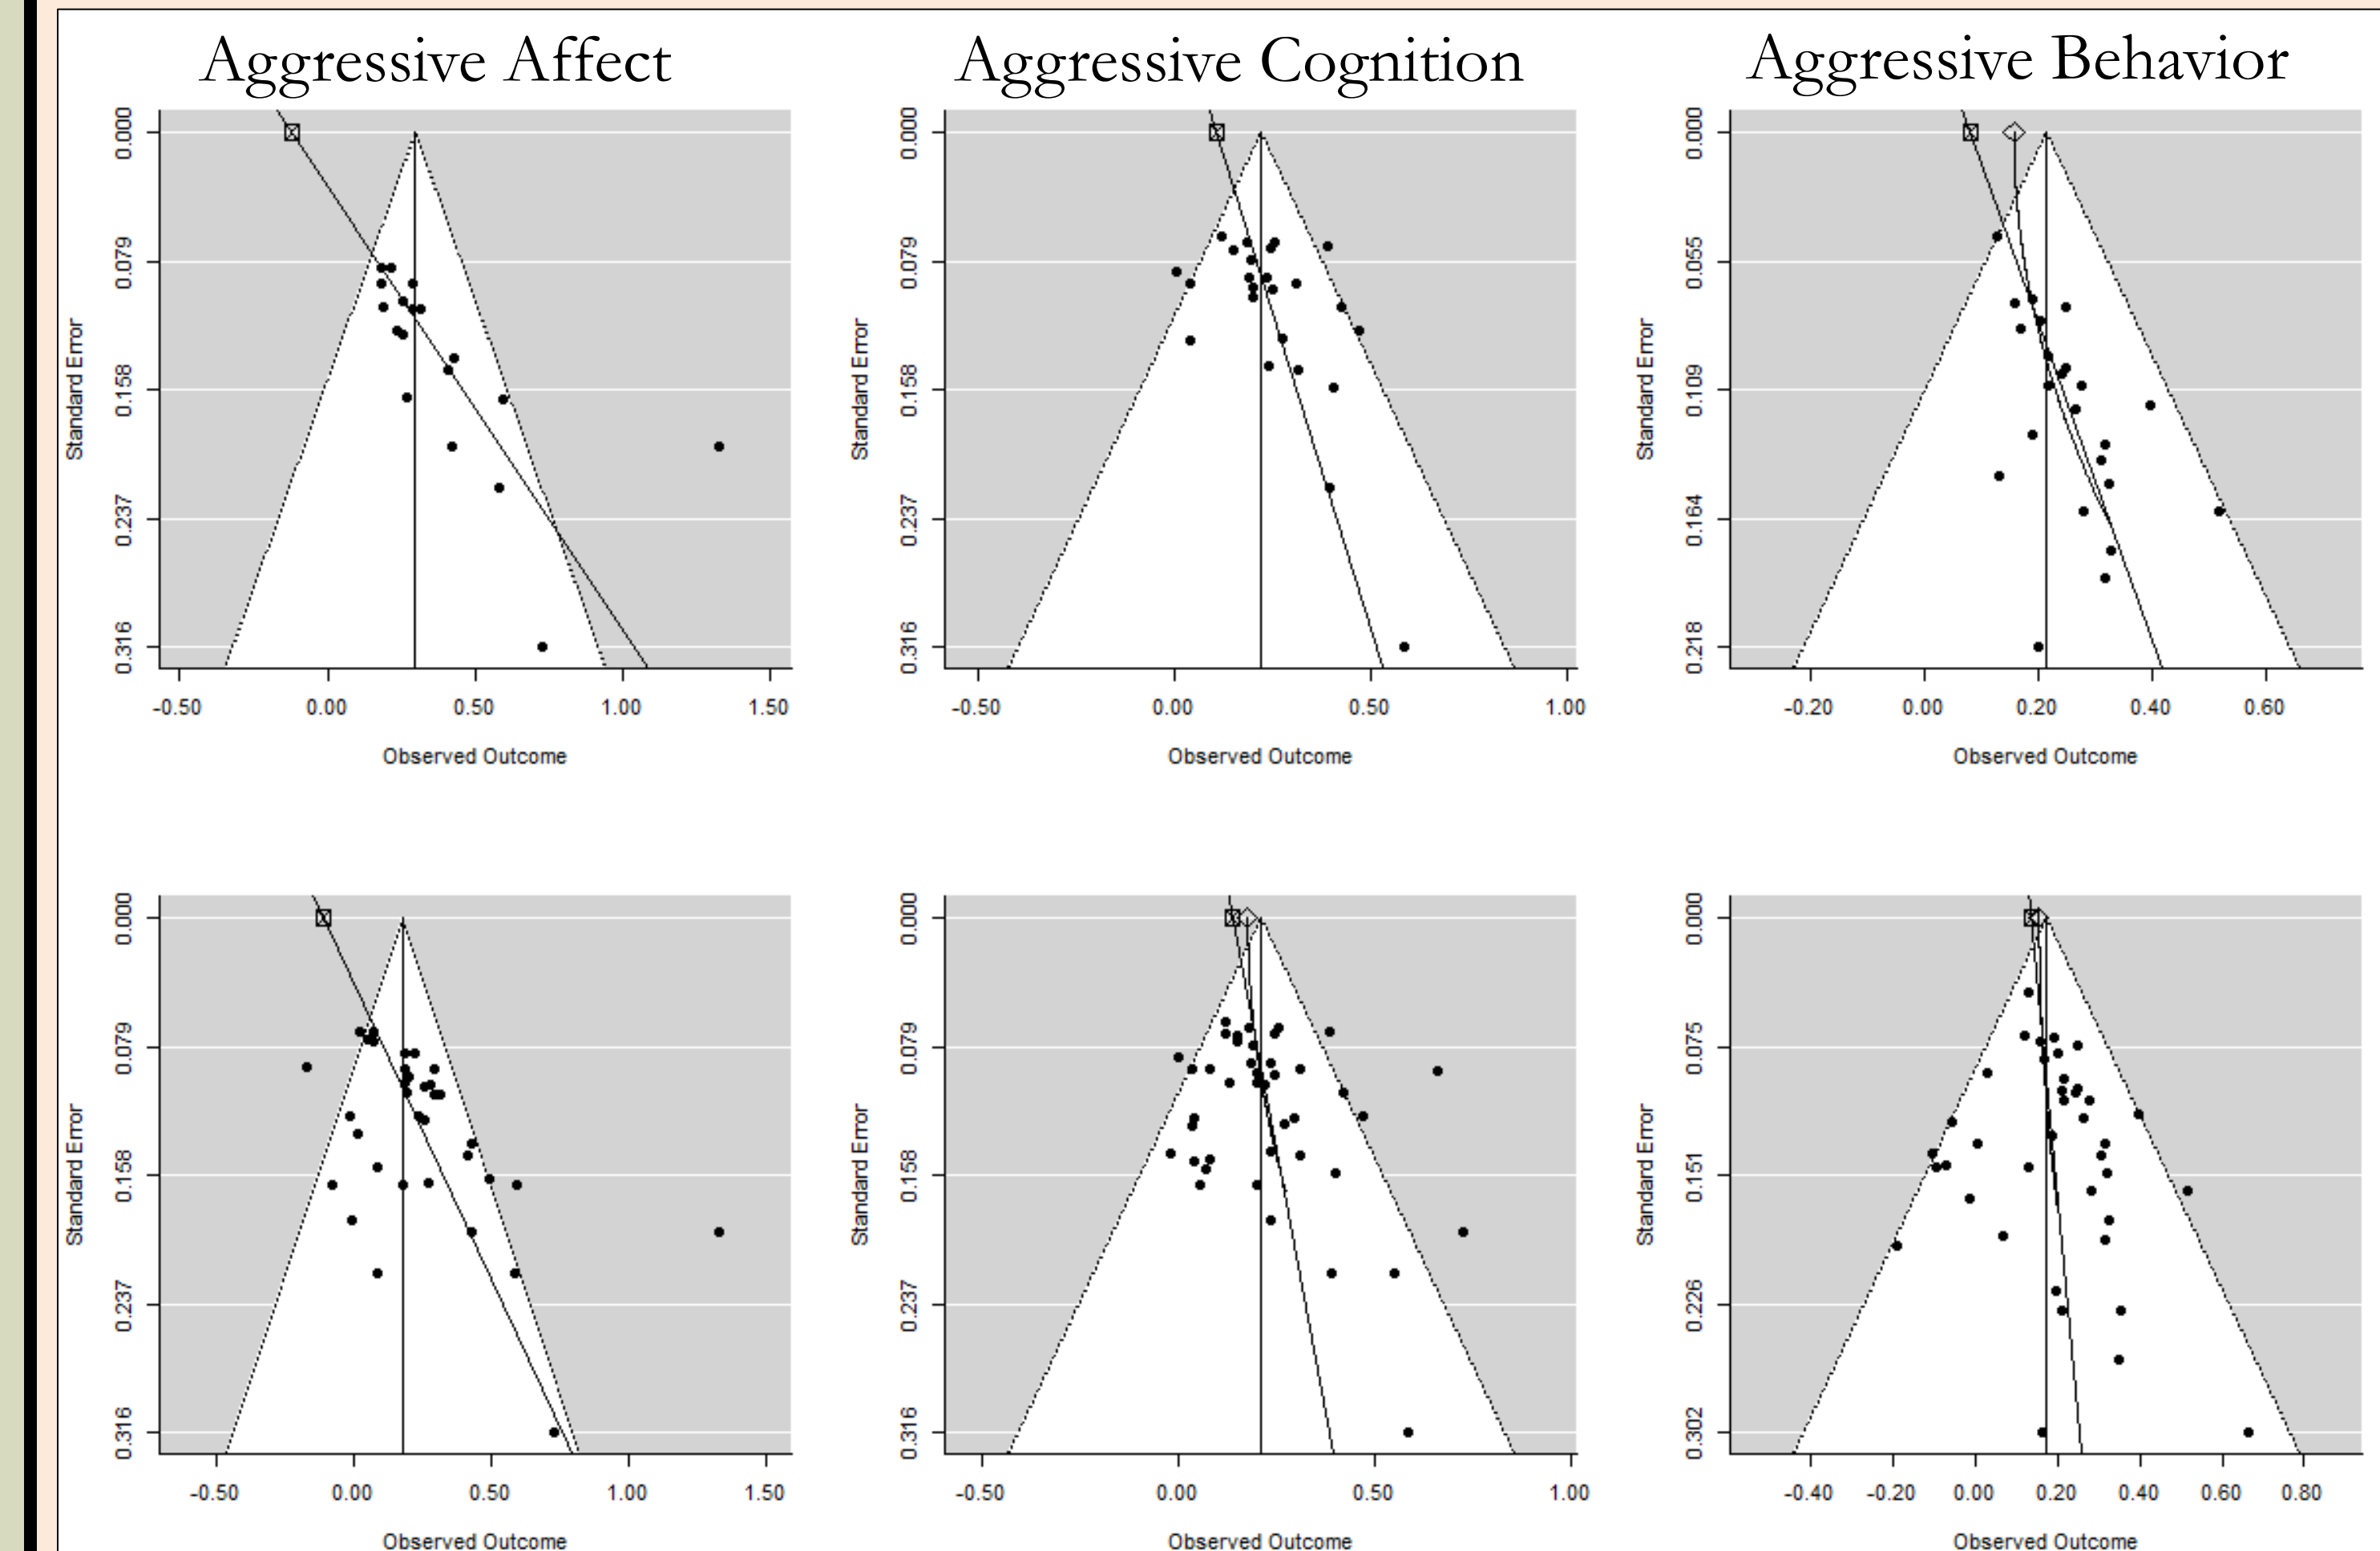 Aggressive Affect
Aggressive Cognition
Aggressive Behavior
Standard Error
0.000
0.079
0.158
0.237
0.316
-0.50 0.00 0.50 1.00 1.50
Observed Outcome
Standard Error
0.000
0.079
0.158
0.237
0.316
-0.50 0.00 0.50 1.00
Observed Outcome
Standard Error
0.000
0.055
0.109
0.164
0.218
-0.20 0.00 0.20 0.40 0.60
Observed Outcome
Standard Error
0.000
0.079
0.158
0.237
0.316
-0.50 0.00 0.50 1.00 1.50
Observed Outcome
Standard Error
0.000
0.079
0.158
0.237
0.316
-0.50 0.00 0.50 1.00
Observed Outcome
Standard Error
0.000
0.075
0.151
0.226
0.302
-0.40 -0.20 0.00 0.20 0.40 0.60 0.80
Observed Outcome